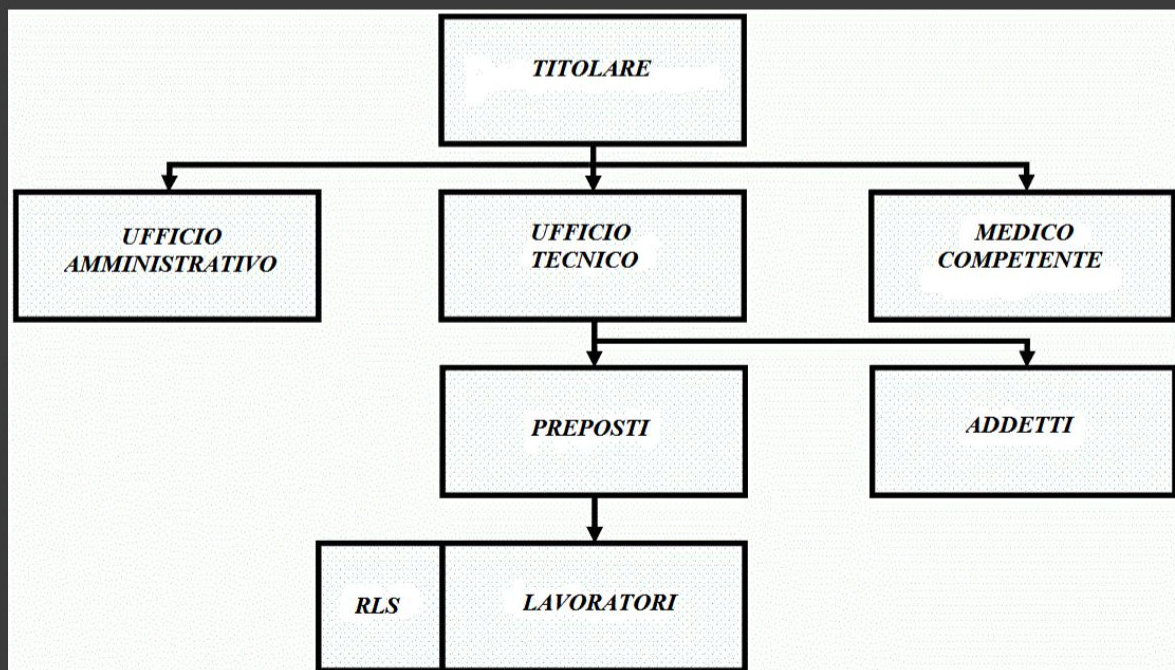 TITOLARE
UFFICIO
AMMINISTRATIVO
UFFICIO
TECNICO
MEDICO
COMPETENTE
PREPOSTI
ADDETTI
RLS
LAVORATORI